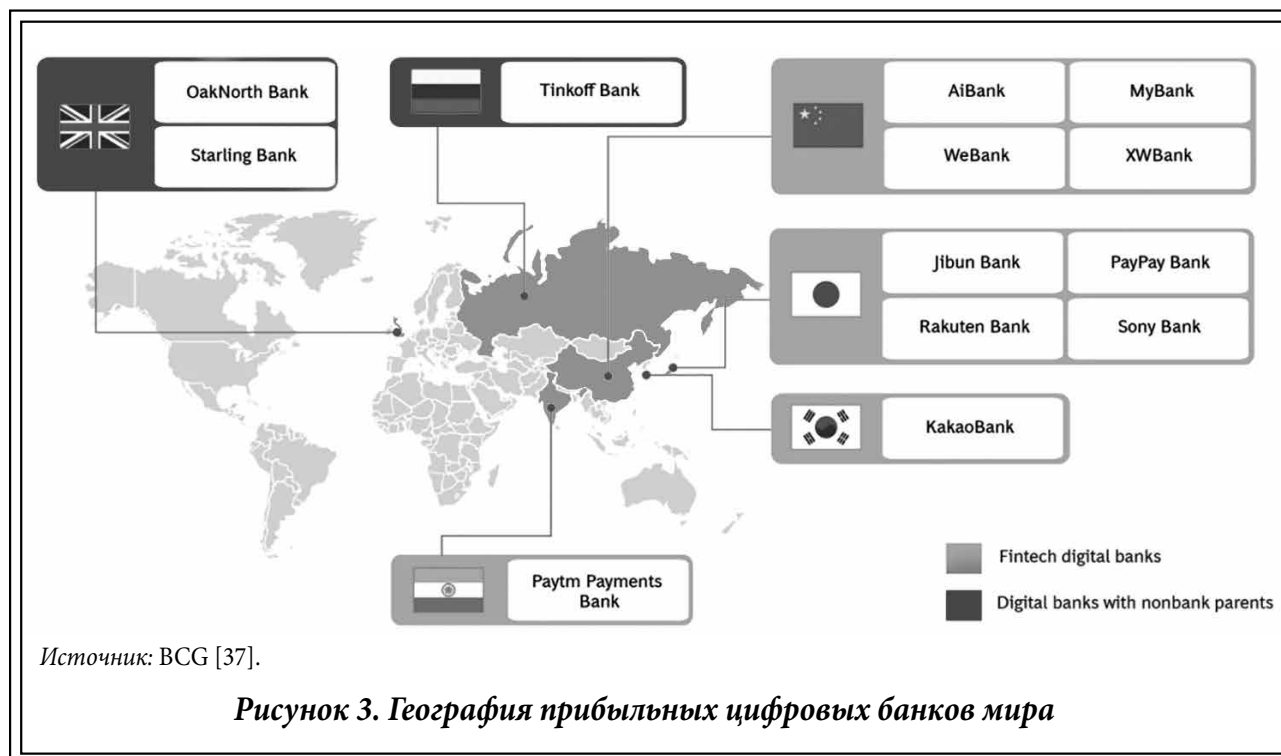 OakNorth Bank
Starling Bank
Tinkoff Bank
AiBank
MyBank
WeBank
XWBank
Jibun Bank
PayPay Bank
Rakuten Bank
Sony Bank
KakaoBank
Paytm Payments
Bank
Fintech digital banks
Digital banks with nonbank parents
Источник: BCG [37].
Рисунок 3. География прибыльных цифровых банков мира